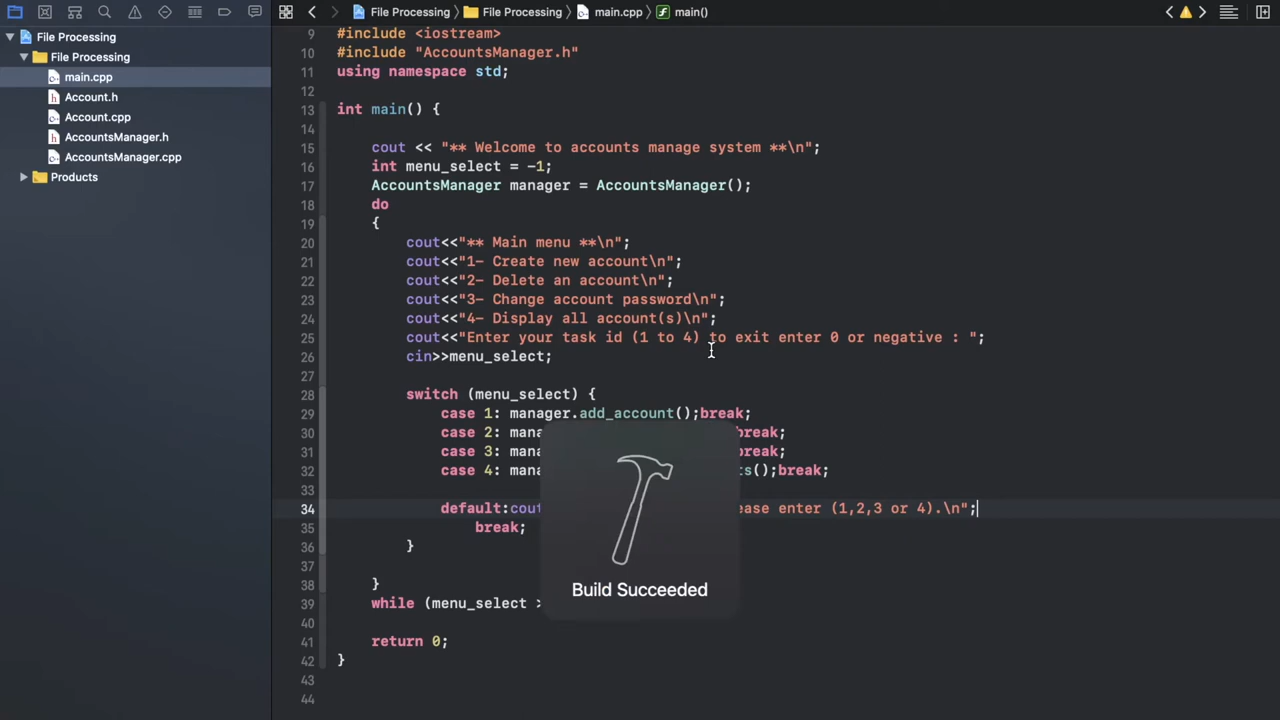 File Processing
File Processing
main.cpp
Account.h
Account.cpp
AccountsManager.h
AccountsManager.cpp
Products
File Processing
File Processing
main.cpp
main()
9 #include <iostream>
10 #include "AccountsManager.h"
11 using namespace std;
12
13 int main() {
14
15 cout << "** Welcome to accounts manage system **\n";
16 int menu_select = -1;
17 AccountsManager manager = AccountsManager();
18 do
19 {
20 cout<<"** Main menu **\n";
21 cout<<"1- Create new account\n";
22 cout<<"2- Delete an account\n";
23 cout<<"3- Change account password\n";
24 cout<<"4- Display all account(s)\n";
25 cout<<"Enter your task id (1 to 4) to exit enter 0 or negative : ";
26 cin>>menu_select;
27
28 switch (menu_select) {
29 case 1: manager.add_account();break;
30 case 2: break;
31 case 3: break;
32 case 4: ();break;
33
34 default: enter (1,2,3 or 4).\n";
35 break;
36 }
37
38 }
39 while (menu_select >
40
41 return 0;
42 }
43
44
Build Succeeded